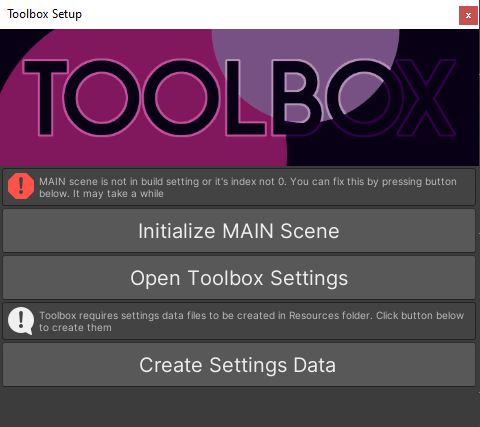 Toolbox Setup
x
TOOLBOX
MAIN scene is not in build setting or it's index not 0. You can fix this by pressing button
below. It may take a while
Initialize MAIN Scene
Open Toolbox Settings
Toolbox requires settings data files to be created in Resources folder. Click button below
to create them
Create Settings Data